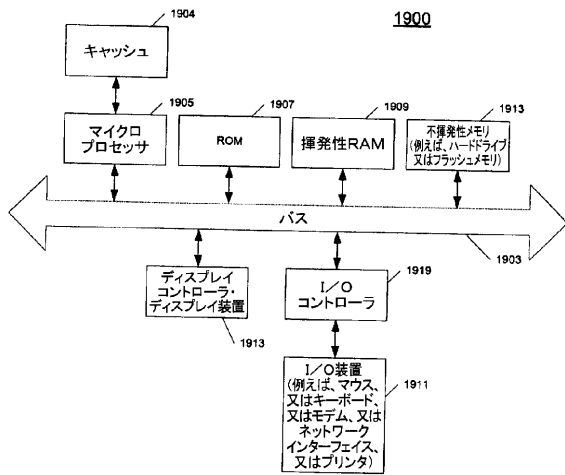 1900
1904
キャッシュ
1905
1907
1909
1913
マイクロ
プロセッサ
ROM
揮発性RAM
不揮発性メモリ
(例えば、ハードドライブ
又はフラッシュメモリ)
バス
1903
ディスプレイ
コントローラ・
ディスプレイ装置
1913
I/O
コントローラ
1919
I/O装置
(例えば、マウス、
又はキーボード、
又はモデム、又は
ネットワーク
インターフェイス、
又はプリンタ)
1911